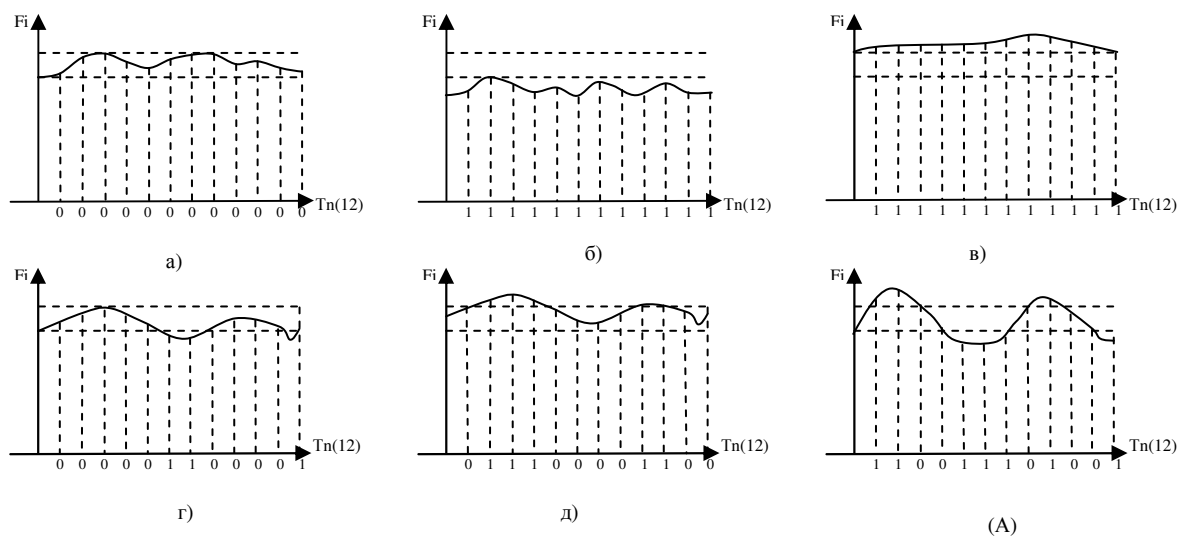 Fi
Tn(12)
0 0 0 0 0 0 0 0 0 0 0 0
а)
Fi
Tn(12)
1 1 1 1 1 1 1 1 1 1 1 1
б)
Fi
Tn(12)
1 1 1 1 1 1 1 1 1 1 1 1
в)
Fi
Tn(12)
0 0 0 0 0 1 1 0 0 0 0 1
г)
Fi
Tn(12)
0 1 1 1 0 0 0 0 1 1 0 0
д)
Fi
Tn(12)
1 1 0 0 1 1 1 0 1 0 0 1
(А)